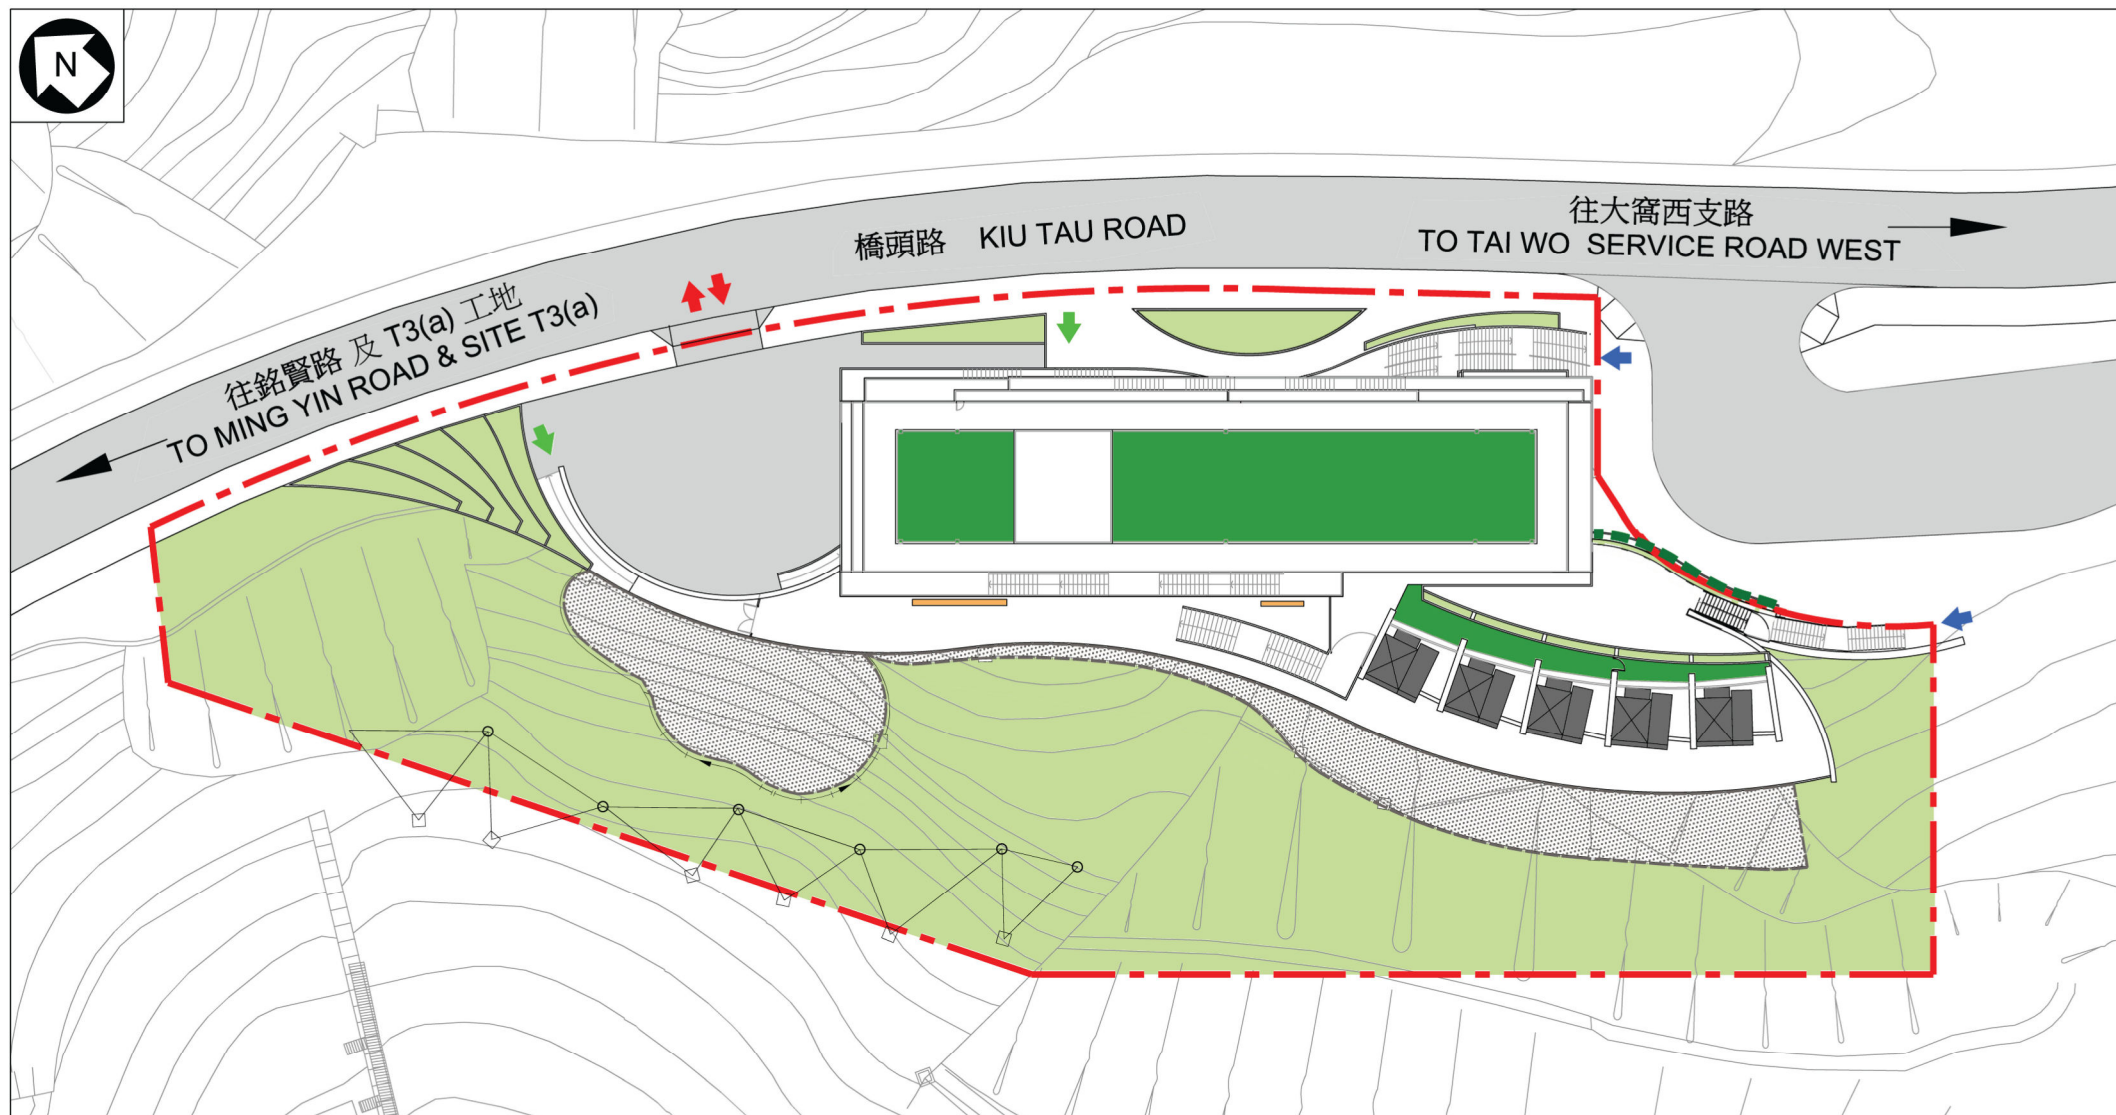 N
橋頭路 KIU TAU ROAD
往大窩西支路
TO TAI WO SERVICE ROAD WEST
往銘賢路 及 T3(a) 工地
TO MING YIN ROAD & SITE T3(a)